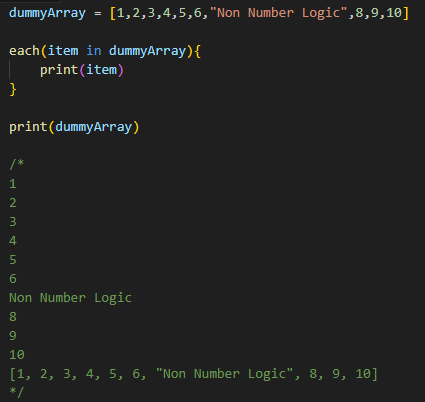 dummyArray = [1,2,3,4,5,6,"Non Number Logic",8,9,10]
each(item in dummyArray){
print(item)
}
print(dummyArray)
/*
1
2
3
4
5
6
Non Number Logic
8
9
10
[1, 2, 3, 4, 5, 6, "Non Number Logic", 8, 9, 10]
*/